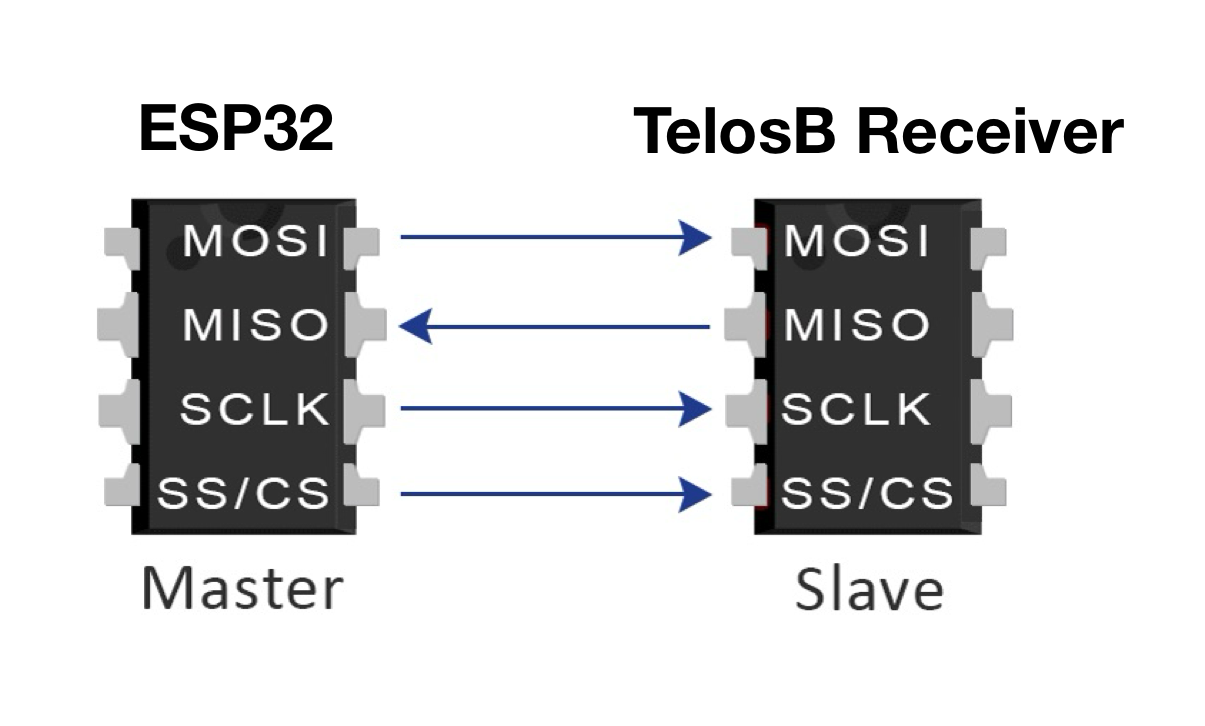 ESP32
TelosB Receiver
MOSI
MISO
SCLK
SS/CS
MOSI
MISO
SCLK
SS/CS
Master
Slave